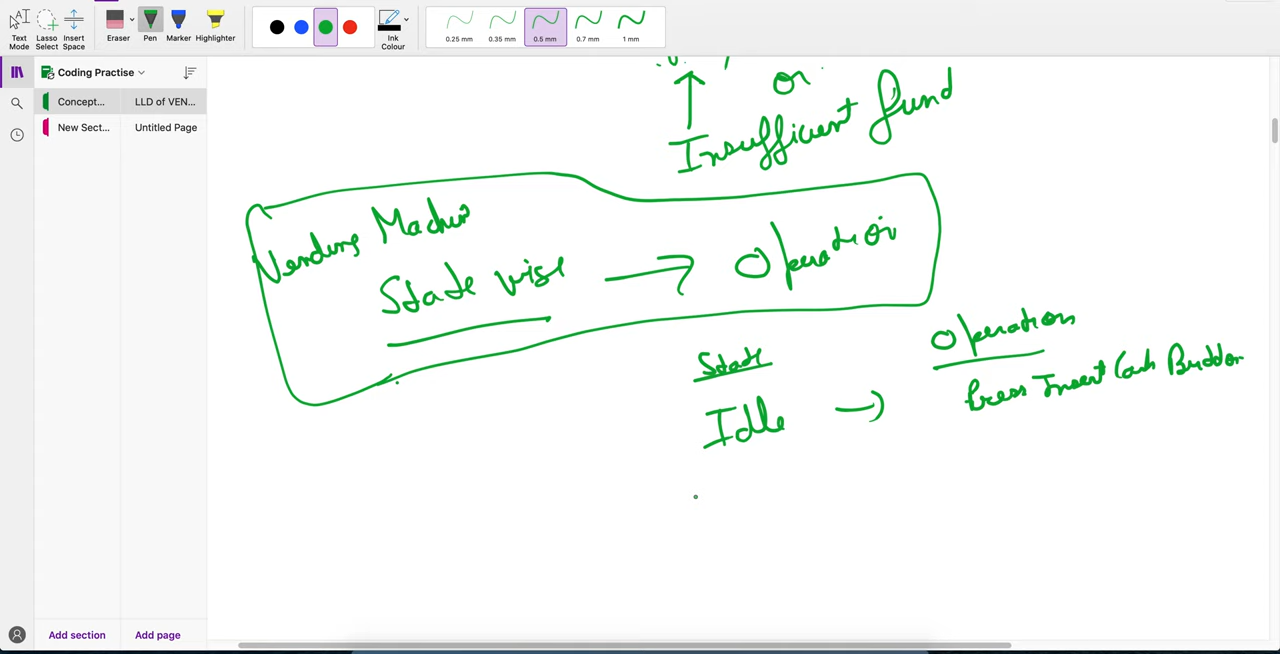 Text Mode
Lasso Select
Insert Space
Eraser
Pen
Marker
Highlighter
Ink Colour
0.25 mm
0.35 mm
0.5 mm
0.7 mm
1 mm
Coding Practise
Concept...
LLD of VEN...
New Sect...
Untitled Page
or
Insufficient fund
Vending Machin
State wise → Operation
State
Operation
Idle →
Press Insert Cash Button
Add section
Add page